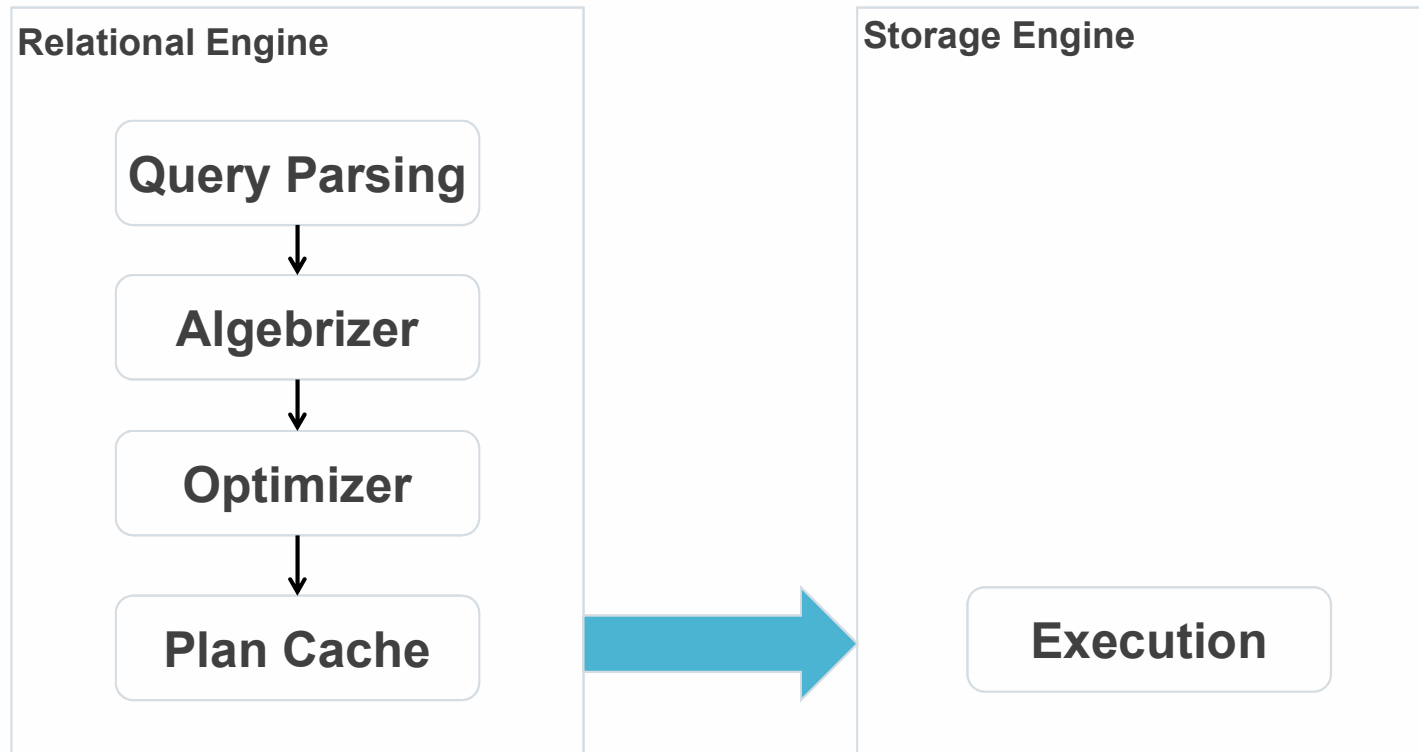 Relational Engine
Query Parsing
Algebrizer
Optimizer
Plan Cache
Storage Engine
Execution